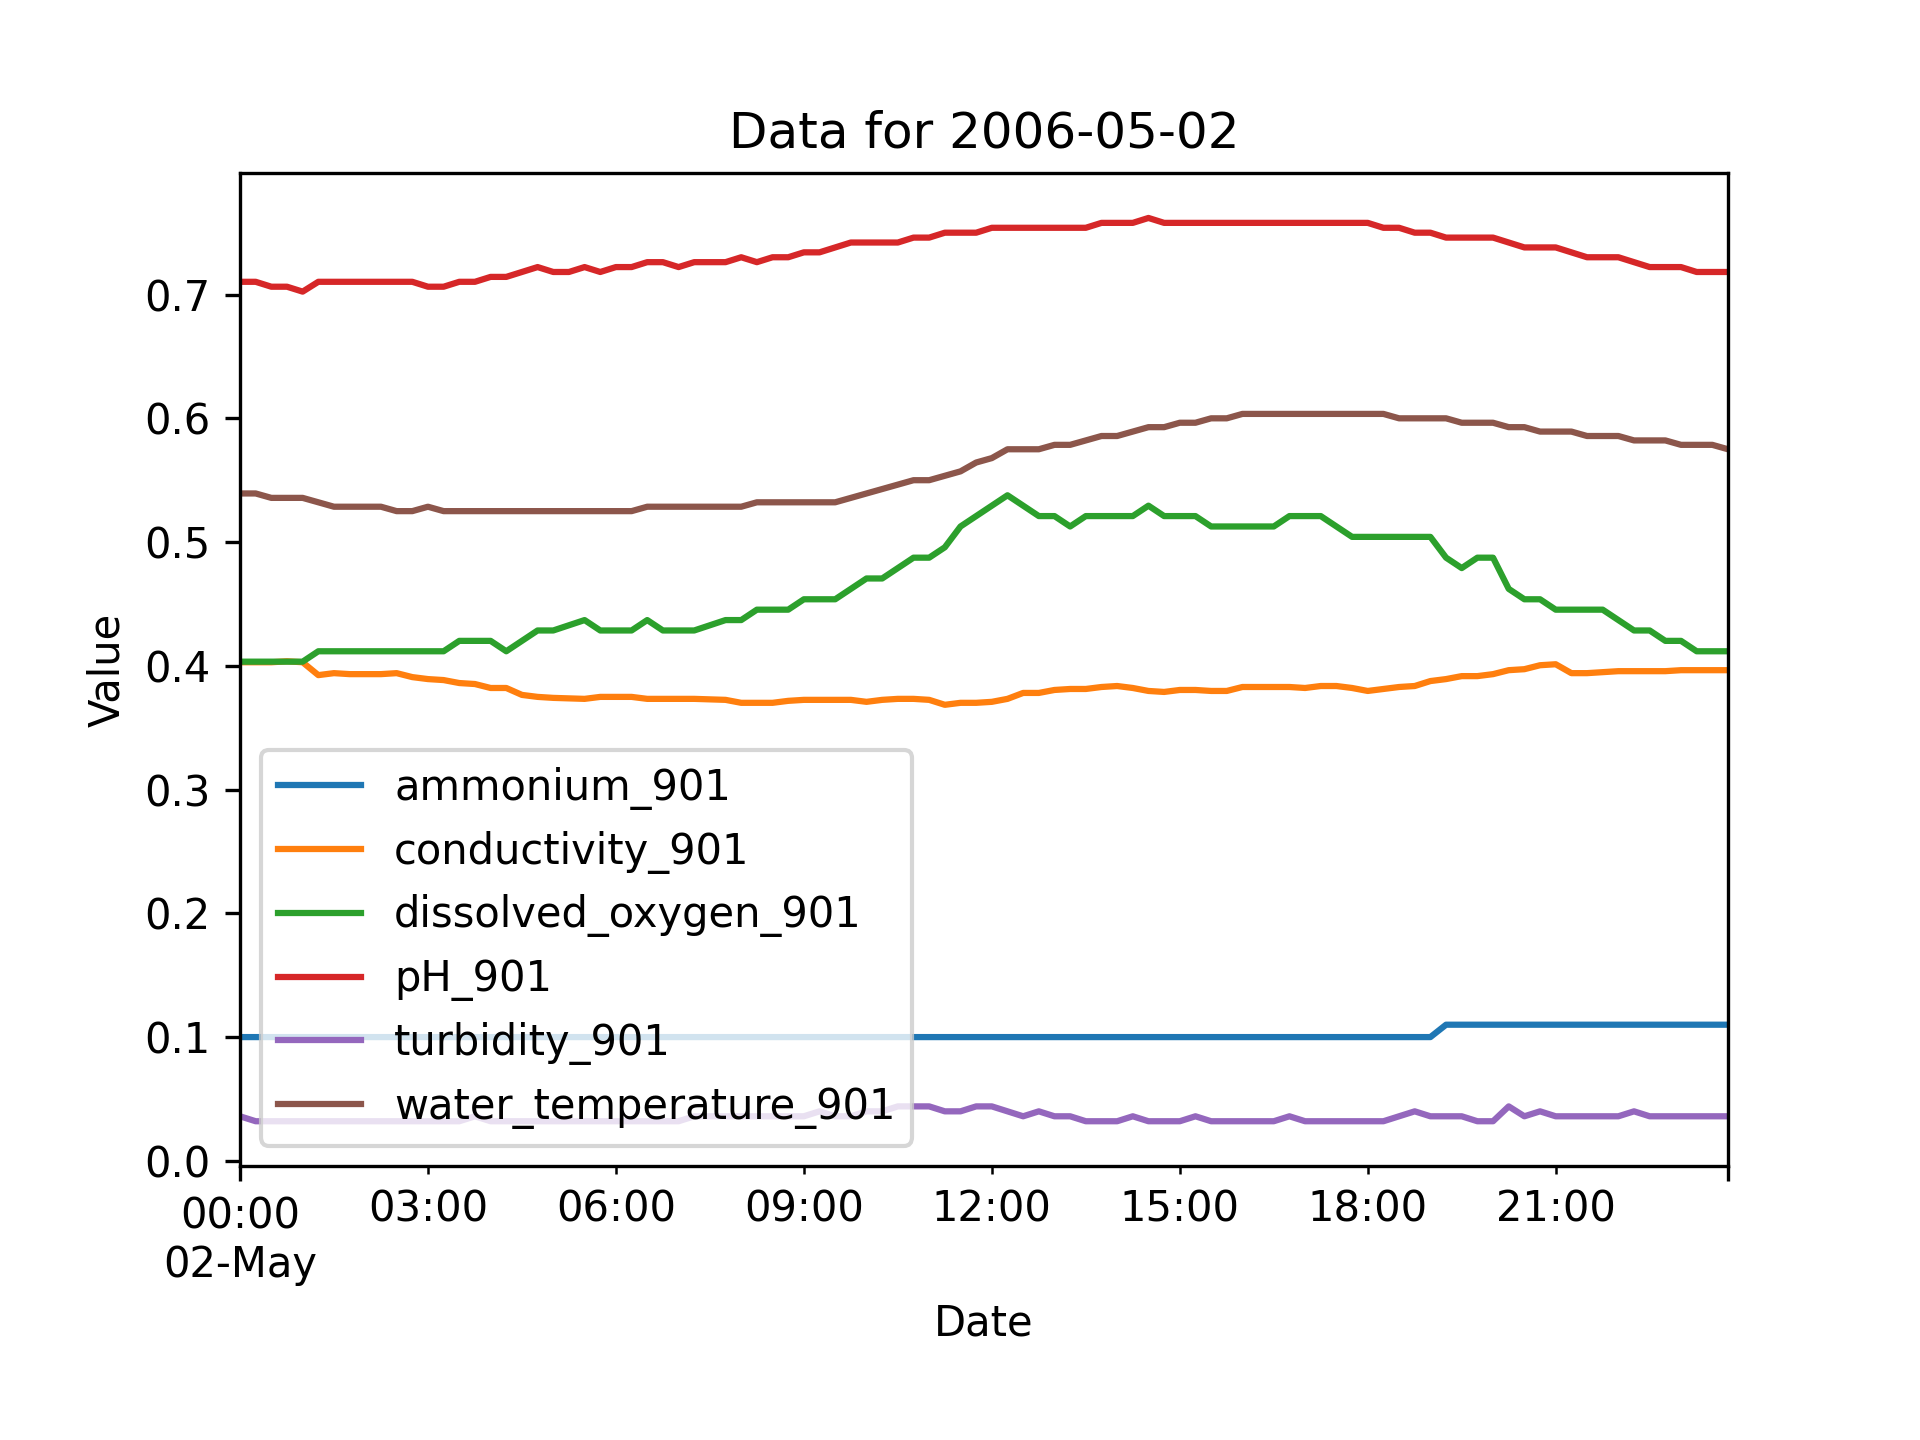 Data for 2006-05-02
Value
0.7
0.6
0.5
0.4
0.3
0.2
0.1
0.0
ammonium_901
conductivity_901
dissolved_oxygen_901
pH_901
turbidity_901
water_temperature_901
00:00 03:00 06:00 09:00 12:00 15:00 18:00 21:00
02-May
Date